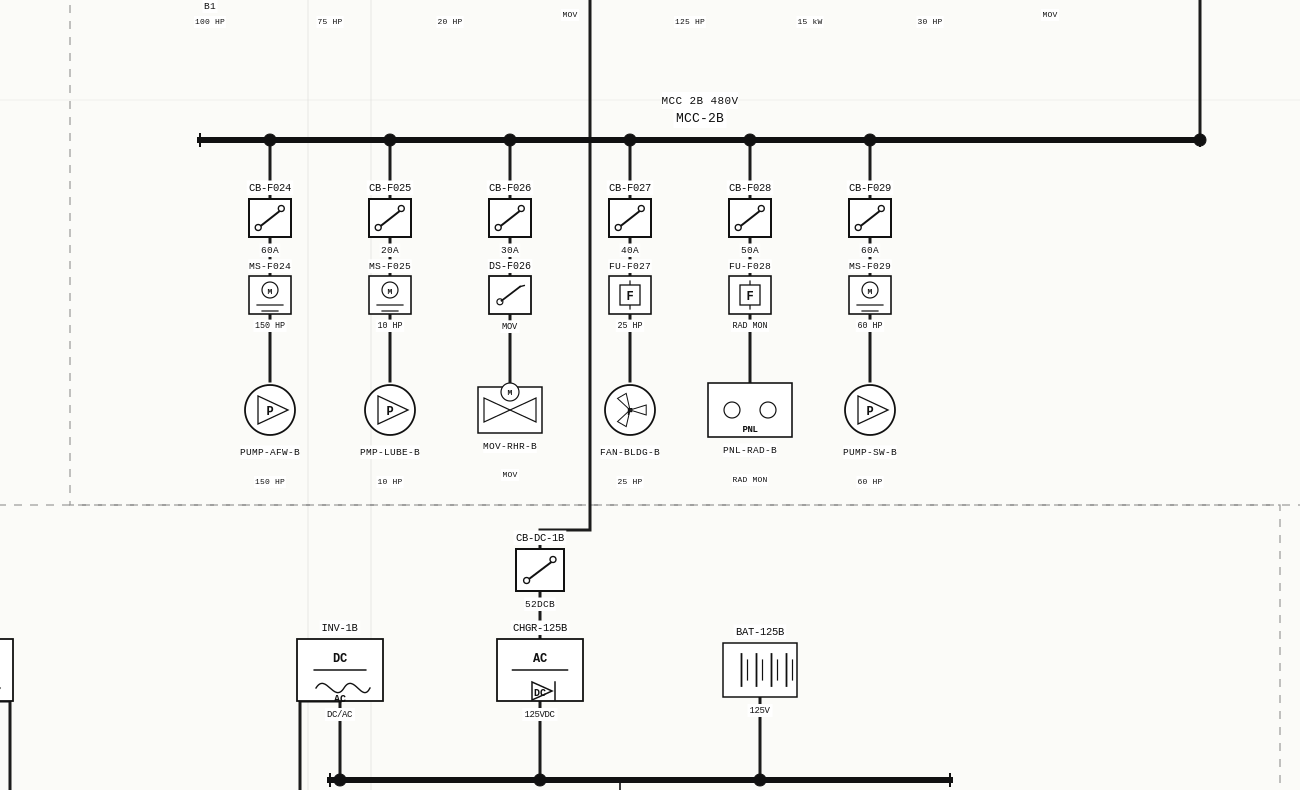 B1
100 HP
75 HP
20 HP
MOV
125 HP
15 kW
30 HP
MOV
MCC 2B 480V
MCC-2B
CB-F024
CB-F025
CB-F026
CB-F027
CB-F028
CB-F029
60A
20A
30A
40A
50A
60A
MS-F024
MS-F025
DS-F026
FU-F027
FU-F028
MS-F029
M
M
F
F
M
150 HP
10 HP
MOV
25 HP
RAD MON
60 HP
P
P
M
PNL
P
PUMP-AFW-B
PMP-LUBE-B
MOV-RHR-B
FAN-BLDG-B
PNL-RAD-B
PUMP-SW-B
150 HP
10 HP
MOV
25 HP
RAD MON
60 HP
CB-DC-1B
52DCB
INV-1B
CHGR-125B
BAT-125B
DC
AC
AC
DC
DC/AC
125VDC
125V